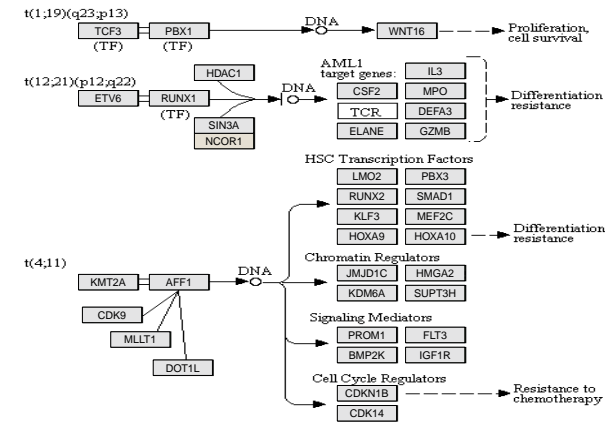 t(1;19)(q23;p13)
TCF3 PBX1 DNA WNT16 Proliferation,
cell survival
(TF) (TF)
t(12;21)(p12;q22)
HDAC1
AML1
target genes:
IL3
ETV6 RUNX1 DNA CSF2 MPO Differentiation
resistance
(TF)
TCR DEFA3
SIN3A
ELANE GZMB
NCOR1
HSC Transcription Factors
LMO2 PBX3
RUNX2 SMAD1
KLF3 MEF2C
HOXA9 HOXA10 Differentiation
resistance
t(4;11)
Chromatin Regulators
KMT2A AFF1 DNA JMJD1C HMGA2
KDM6A SUPT3H
CDK9
MLLT1
DOT1L
Signaling Mediators
PROM1 FLT3
BMP2K IGF1R
Cell Cycle Regulators
CDKN1B Resistance to
chemotherapy
CDK14